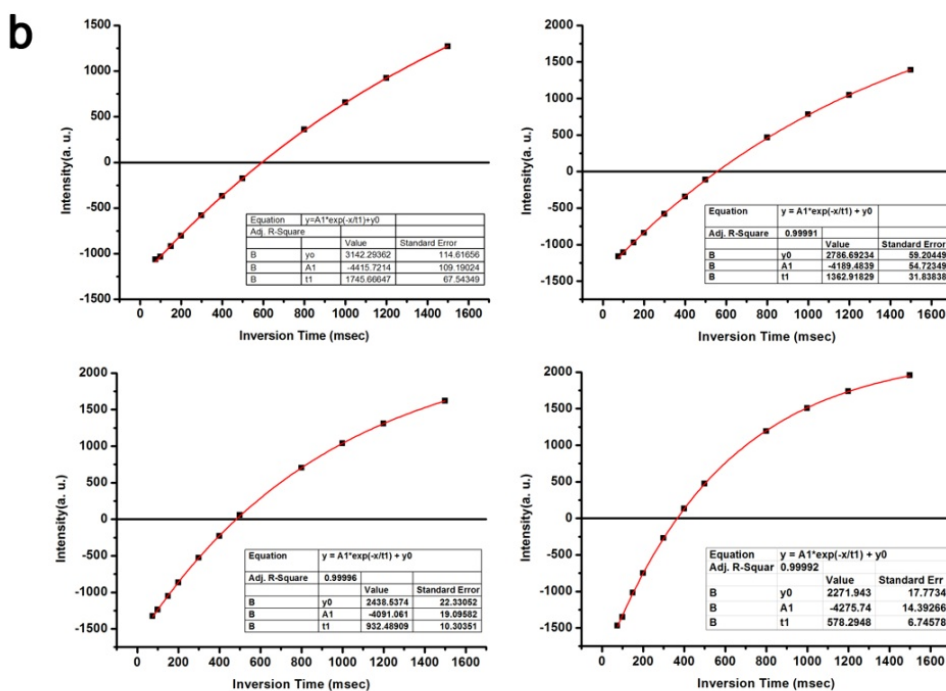 b
1500
1000
500
0
-500
-1000
-1500
Intensity(a. u.)
Equation y=A1*exp(-x/t1)+y0
Adj. R-Square
Value Standard Error
B yo 3142.29362 114.61656
B A1 -4415.7214 109.19024
B t1 1745.66647 67.54349
0 200 400 600 800 1000 1200 1400 1600
Inversion Time (msec)
1500
1000
500
0
-500
-1000
-1500
Intensity(a. u.)
Equation y = A1*exp(-x/t1) + y0
Adj. R-Square 0.99991
Value Standard Error
B y0 2786.69234 59.20449
B A1 -4189.4839 54.72349
B t1 1362.91829 31.83838
0 200 400 600 800 1000 1200 1400 1600
Inversion Time (msec)
2000
1500
1000
500
0
-500
-1000
-1500
Intensity(a. u.)
Equation y = A1*exp(-x/t1) + y0
Adj. R-Square 0.99996
Value Standard Error
B y0 2438.5374 22.33052
B A1 -4091.061 19.09582
B t1 932.48909 10.30351
0 200 400 600 800 1000 1200 1400 1600
Inversion Time (msec)
2000
1500
1000
500
0
-500
-1000
-1500
Intensity(a. u.)
Equation y = A1*exp(-x/t1) + y0
Adj. R-Squar 0.99992
Value Standard Err
B y0 2271.943 17.7734
B A1 -4275.74 14.39266
B t1 578.2948 6.74578
0 200 400 600 800 1000 1200 1400 1600
Inversion Time (msec)